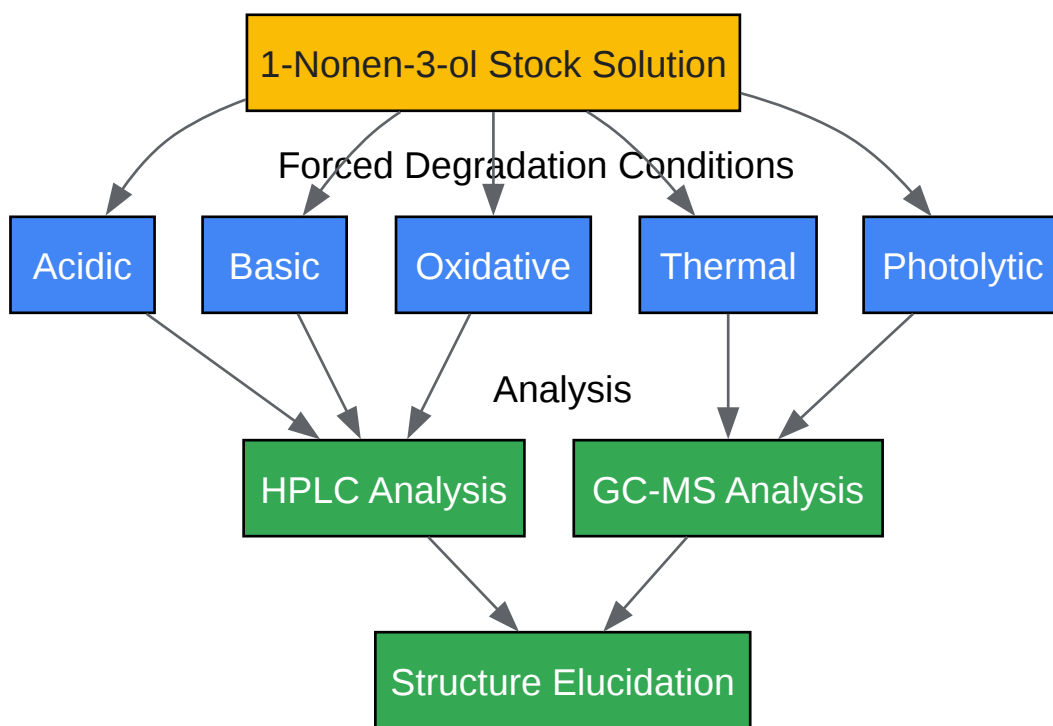 1-Nonen-3-ol Stock Solution
Forced Degradation Conditions
Acidic
Basic
Oxidative
Thermal
Photolytic
Analysis
HPLC Analysis
GC-MS Analysis
Structure Elucidation